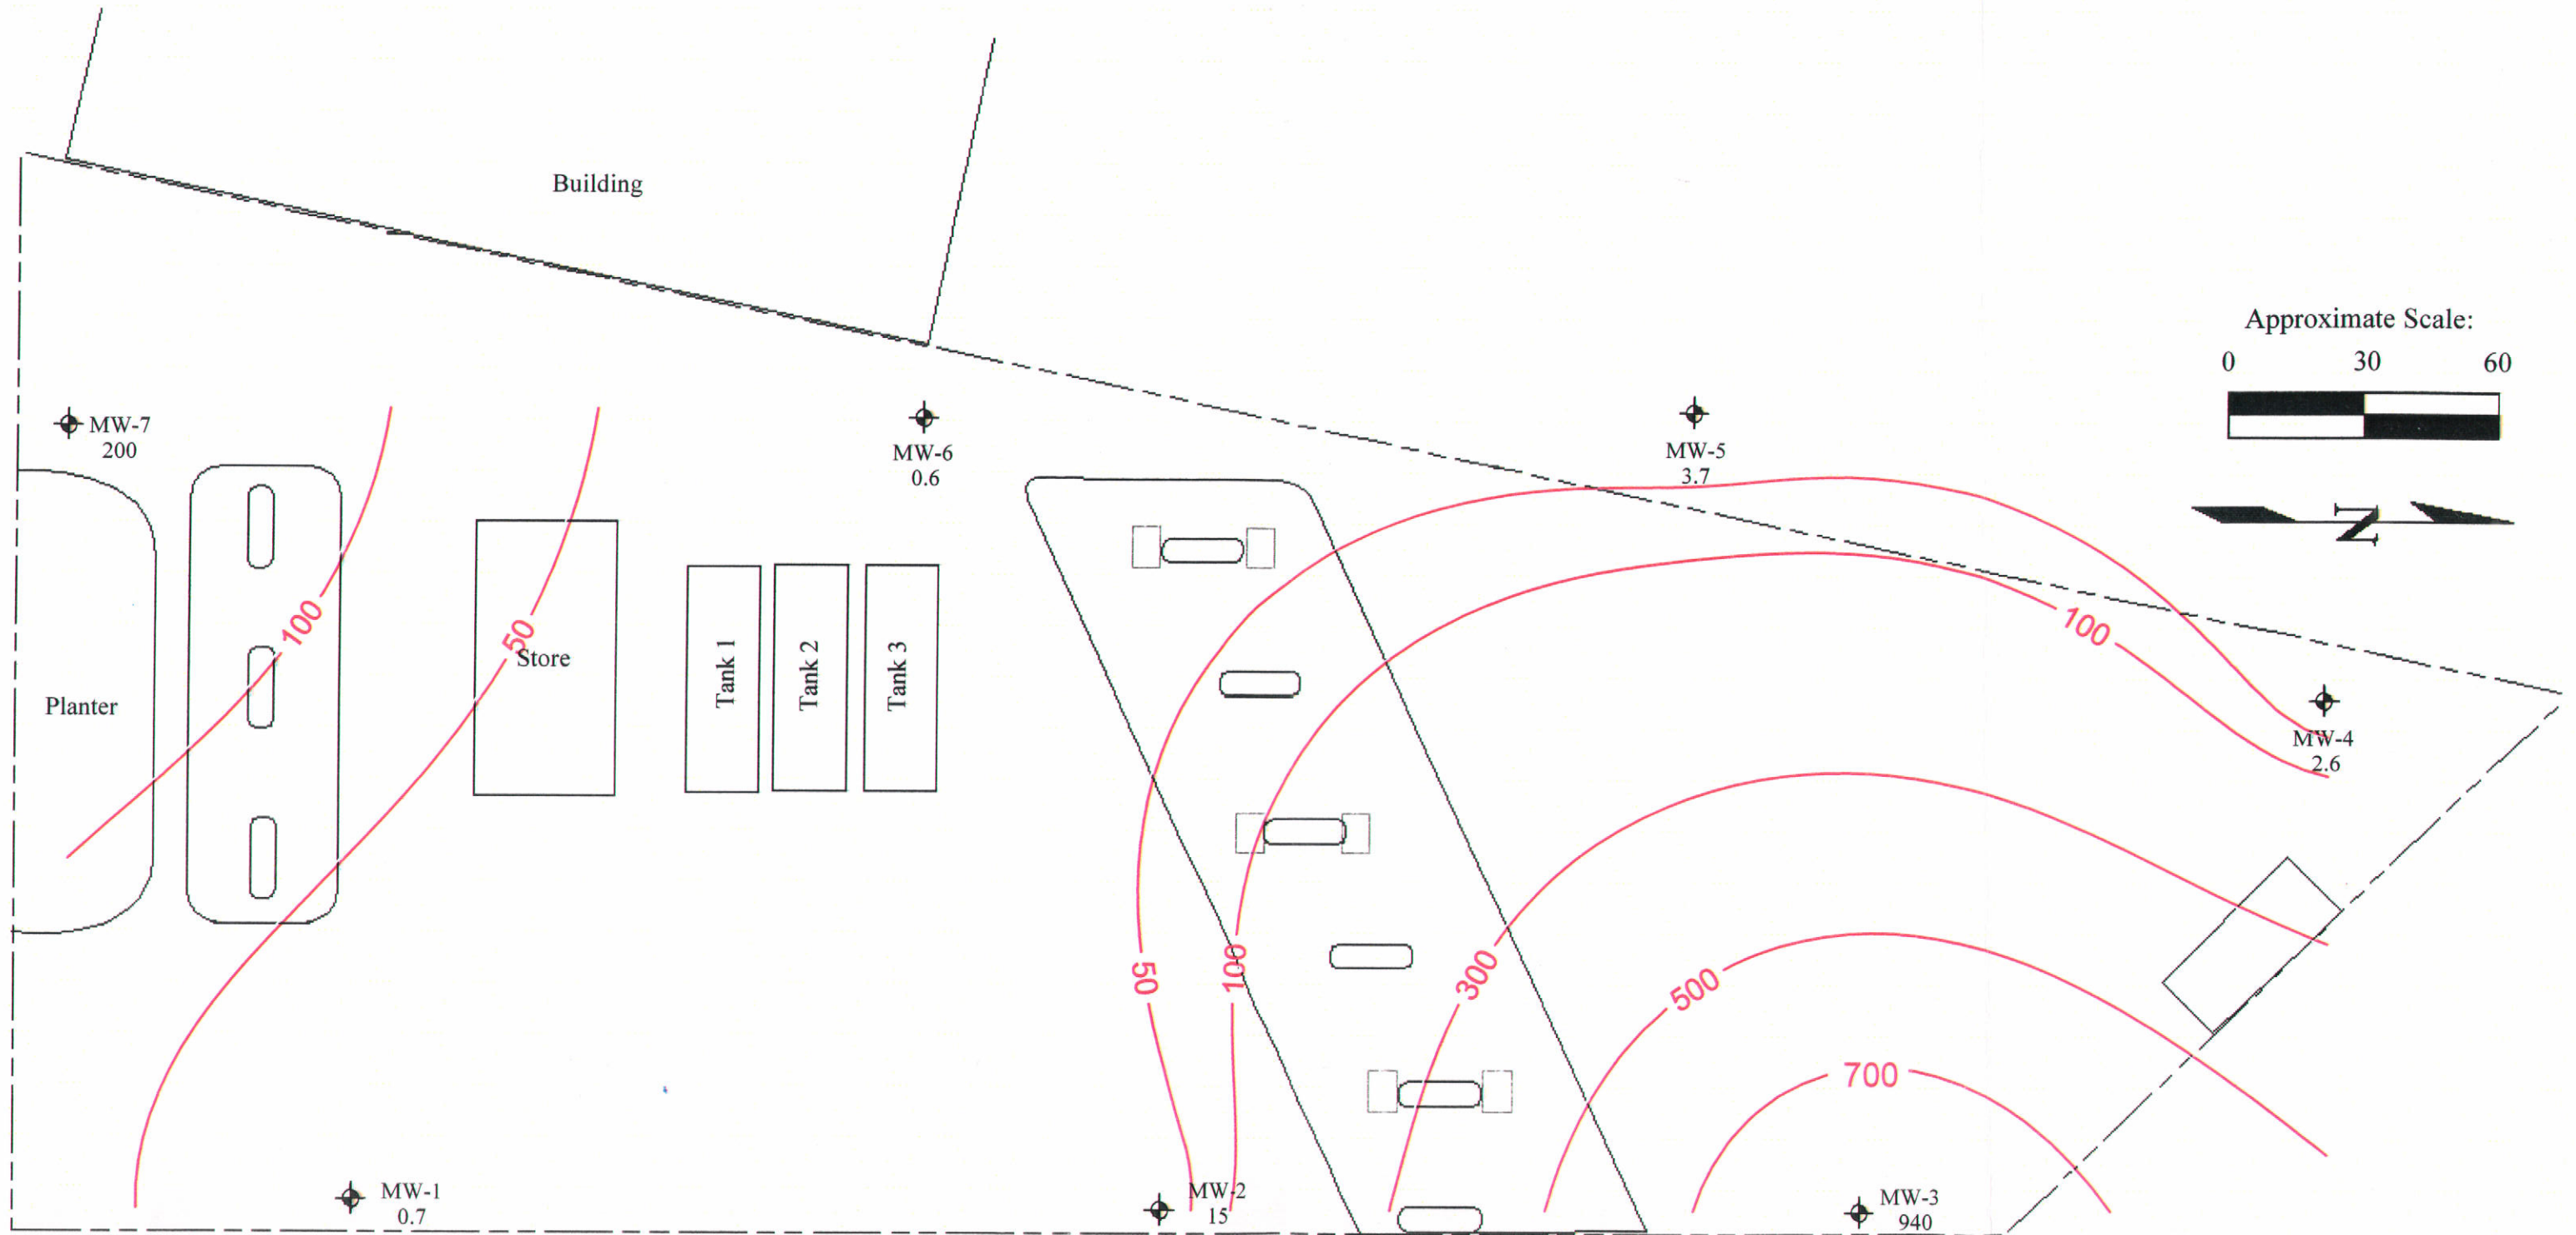 Building
Approximate Scale:
0 30 60
MW-7
200
MW-6
0.6
MW-5
3.7
N
100
50
Store
Tank 1
Tank 2
Tank 3
Planter
100
MW-4
2.6
50
100
300
500
700
MW-1
0.7
MW-2
15
MW-3
940